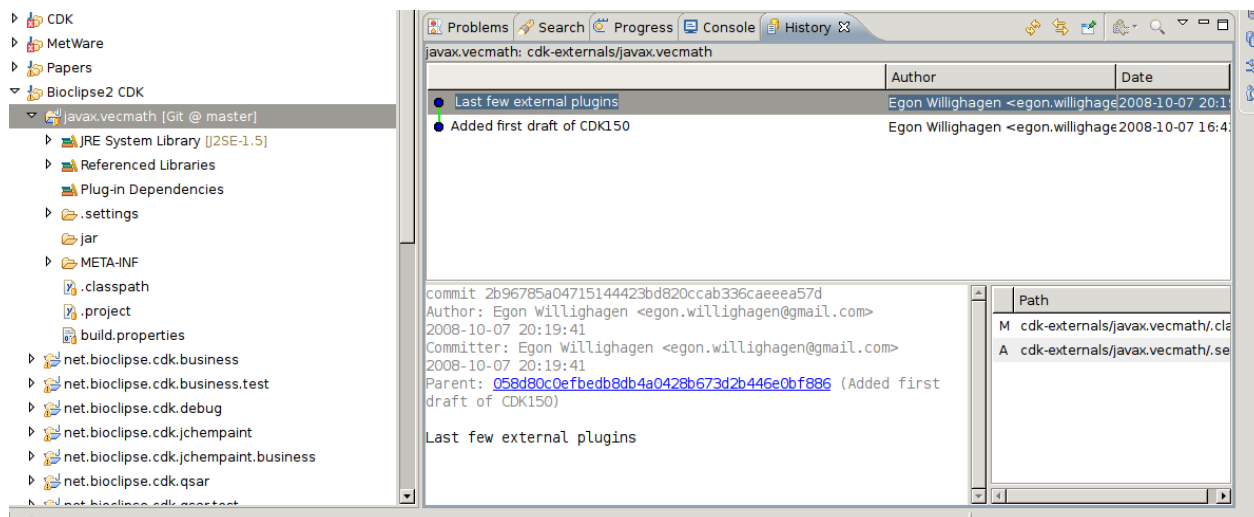 CDK
MetWare
Papers
Bioclipse2 CDK
javax.vecmath [Git @ master]
JRE System Library [J2SE-1.5]
Referenced Libraries
Plug-in Dependencies
.settings
jar
META-INF
.classpath
.project
build.properties
net.bioclipse.cdk.business
net.bioclipse.cdk.business.test
net.bioclipse.cdk.debug
net.bioclipse.cdk.jchempaint
net.bioclipse.cdk.jchempaint.business
net.bioclipse.cdk.qsar
net.bioclipse.cdk.qsar.test
Problems Search Progress Console History
javax.vecmath: cdk-externals/javax.vecmath
Author Date
Last few external plugins Egon Willighagen <egon.willighage 2008-10-07 20:1
Added first draft of CDK150 Egon Willighagen <egon.willighage 2008-10-07 16:4
commit 2b96785a04715144423bd820ccab336caeeea57d
Author: Egon Willighagen <egon.willighagen@gmail.com>
2008-10-07 20:19:41
Committer: Egon Willighagen <egon.willighagen@gmail.com>
2008-10-07 20:19:41
Parent: 058d80c0efbedb8db4a0428b673d2b446e0bf886 (Added first
draft of CDK150)
Last few external plugins
Path
M cdk-externals/javax.vecmath/.cla
A cdk-externals/javax.vecmath/.se